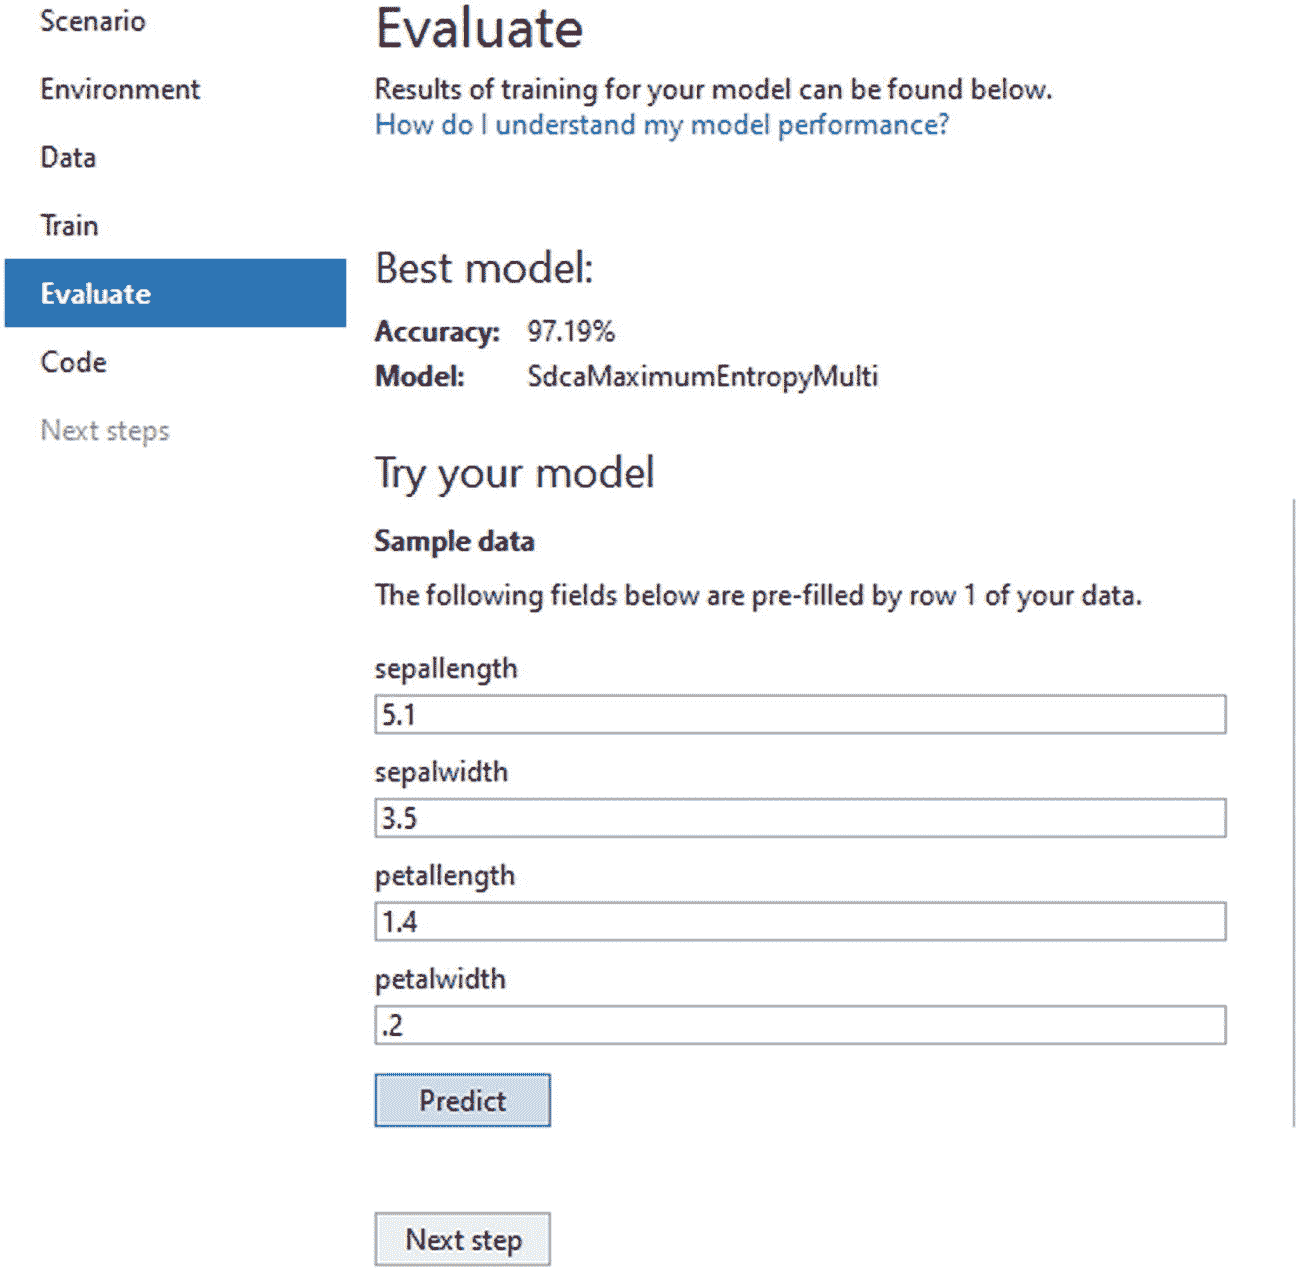 Scenario
Environment
Data
Train
Evaluate
Code
Next steps
Evaluate
Results of training for your model can be found below.
How do I understand my model performance?
Best model:
Accuracy: 97.19%
Model: SdcaMaximumEntropyMulti
Try your model
Sample data
The following fields below are pre-filled by row 1 of your data.
sepallength
5.1
sepalwidth
3.5
petallength
1.4
petalwidth
.2
Predict
Next step